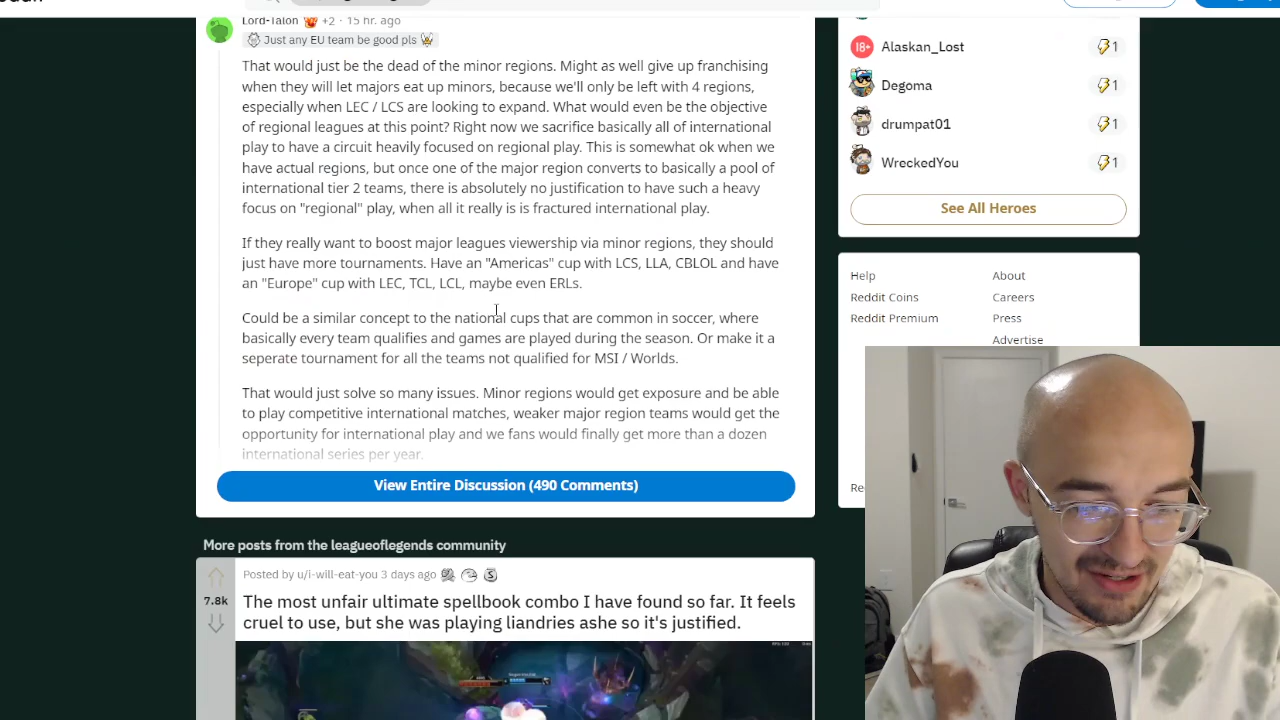 Lord-Talon +2 · 15 hr. ago
Just any EU team be good pls
That would just be the dead of the minor regions. Might as well give up franchising
when they will let majors eat up minors, because we'll only be left with 4 regions,
especially when LEC / LCS are looking to expand. What would even be the objective
of regional leagues at this point? Right now we sacrifice basically all of international
play to have a circuit heavily focused on regional play. This is somewhat ok when we
have actual regions, but once one of the major region converts to basically a pool of
international tier 2 teams, there is absolutely no justification to have such a heavy
focus on "regional" play, when all it really is is fractured international play.
If they really want to boost major leagues viewership via minor regions, they should
just have more tournaments. Have an "Americas" cup with LCS, LLA, CBLOL and have
an "Europe" cup with LEC, TCL, LCL, maybe even ERLs.
Could be a similar concept to the national cups that are common in soccer, where
basically every team qualifies and games are played during the season. Or make it a
seperate tournament for all the teams not qualified for MSI / Worlds.
That would just solve so many issues. Minor regions would get exposure and be able
to play competitive international matches, weaker major region teams would get the
opportunity for international play and we fans would finally get more than a dozen
international series per year.
View Entire Discussion (490 Comments)
More posts from the leagueoflegends community
Posted by u/i-will-eat-you 3 days ago
7.8k
The most unfair ultimate spellbook combo I have found so far. It feels
cruel to use, but she was playing liandries ashe so it's justified.
18+ Alaskan_Lost 1
Degoma 1
drumpat01 1
WreckedYou 1
See All Heroes
Help About
Reddit Coins Careers
Reddit Premium Press
Advertise
Re